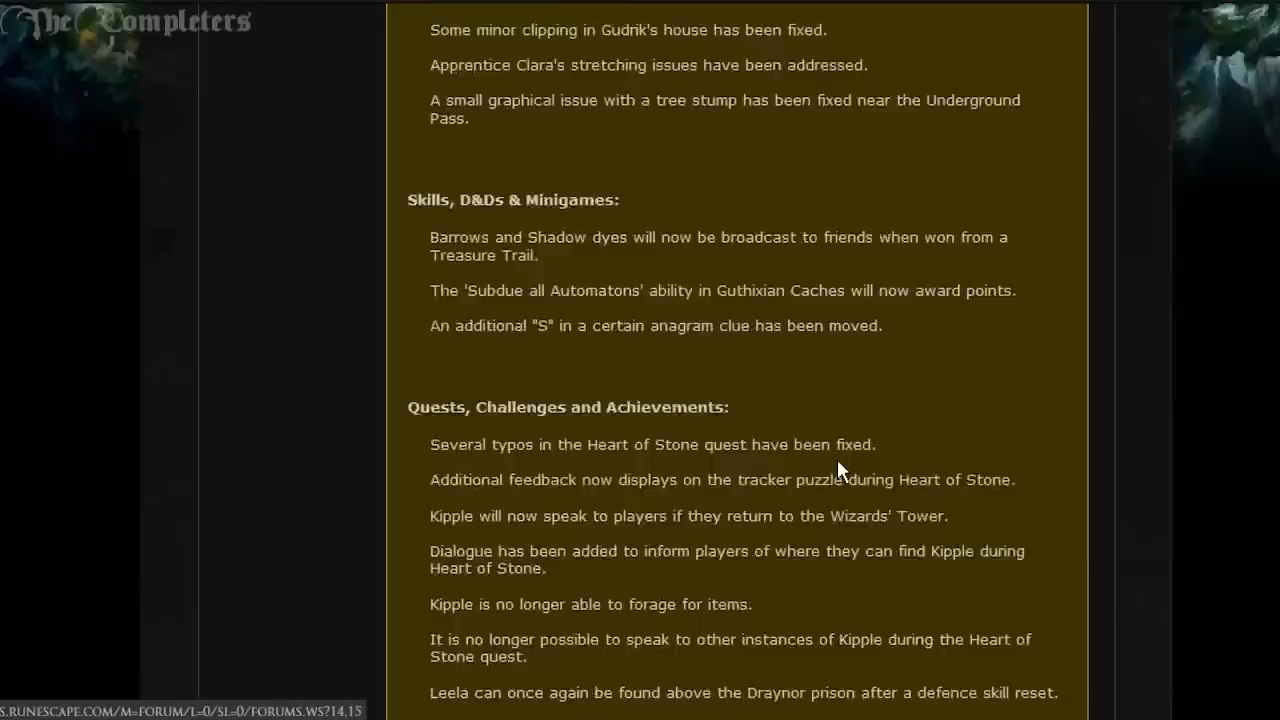 The Completers
Some minor clipping in Gudrik's house has been fixed.
Apprentice Clara's stretching issues have been addressed.
A small graphical issue with a tree stump has been fixed near the Underground
Pass.
Skills, D&Ds & Minigames:
Barrows and Shadow dyes will now be broadcast to friends when won from a
Treasure Trail.
The 'Subdue all Automatons' ability in Guthixian Caches will now award points.
An additional "S" in a certain anagram clue has been moved.
Quests, Challenges and Achievements:
Several typos in the Heart of Stone quest have been fixed.
Additional feedback now displays on the tracker puzzle during Heart of Stone.
Kipple will now speak to players if they return to the Wizards' Tower.
Dialogue has been added to inform players of where they can find Kipple during
Heart of Stone.
Kipple is no longer able to forage for items.
It is no longer possible to speak to other instances of Kipple during the Heart of
Stone quest.
Leela can once again be found above the Draynor prison after a defence skill reset.
S.RUNESCAPE.COM/M=FORUM/L=0/SL=0/FORUMS.WS?14,15